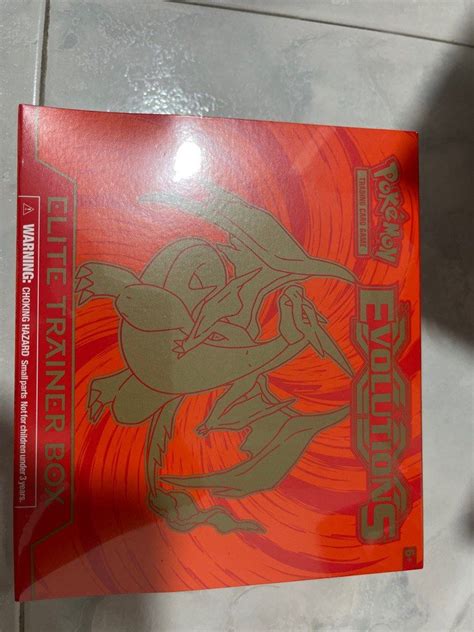 POKéMON
TRADING CARD GAME
EVOLUTIONS
ELITE TRAINER BOX
WARNING: CHOKING HAZARD Small parts Not for children under 3 years.
6+